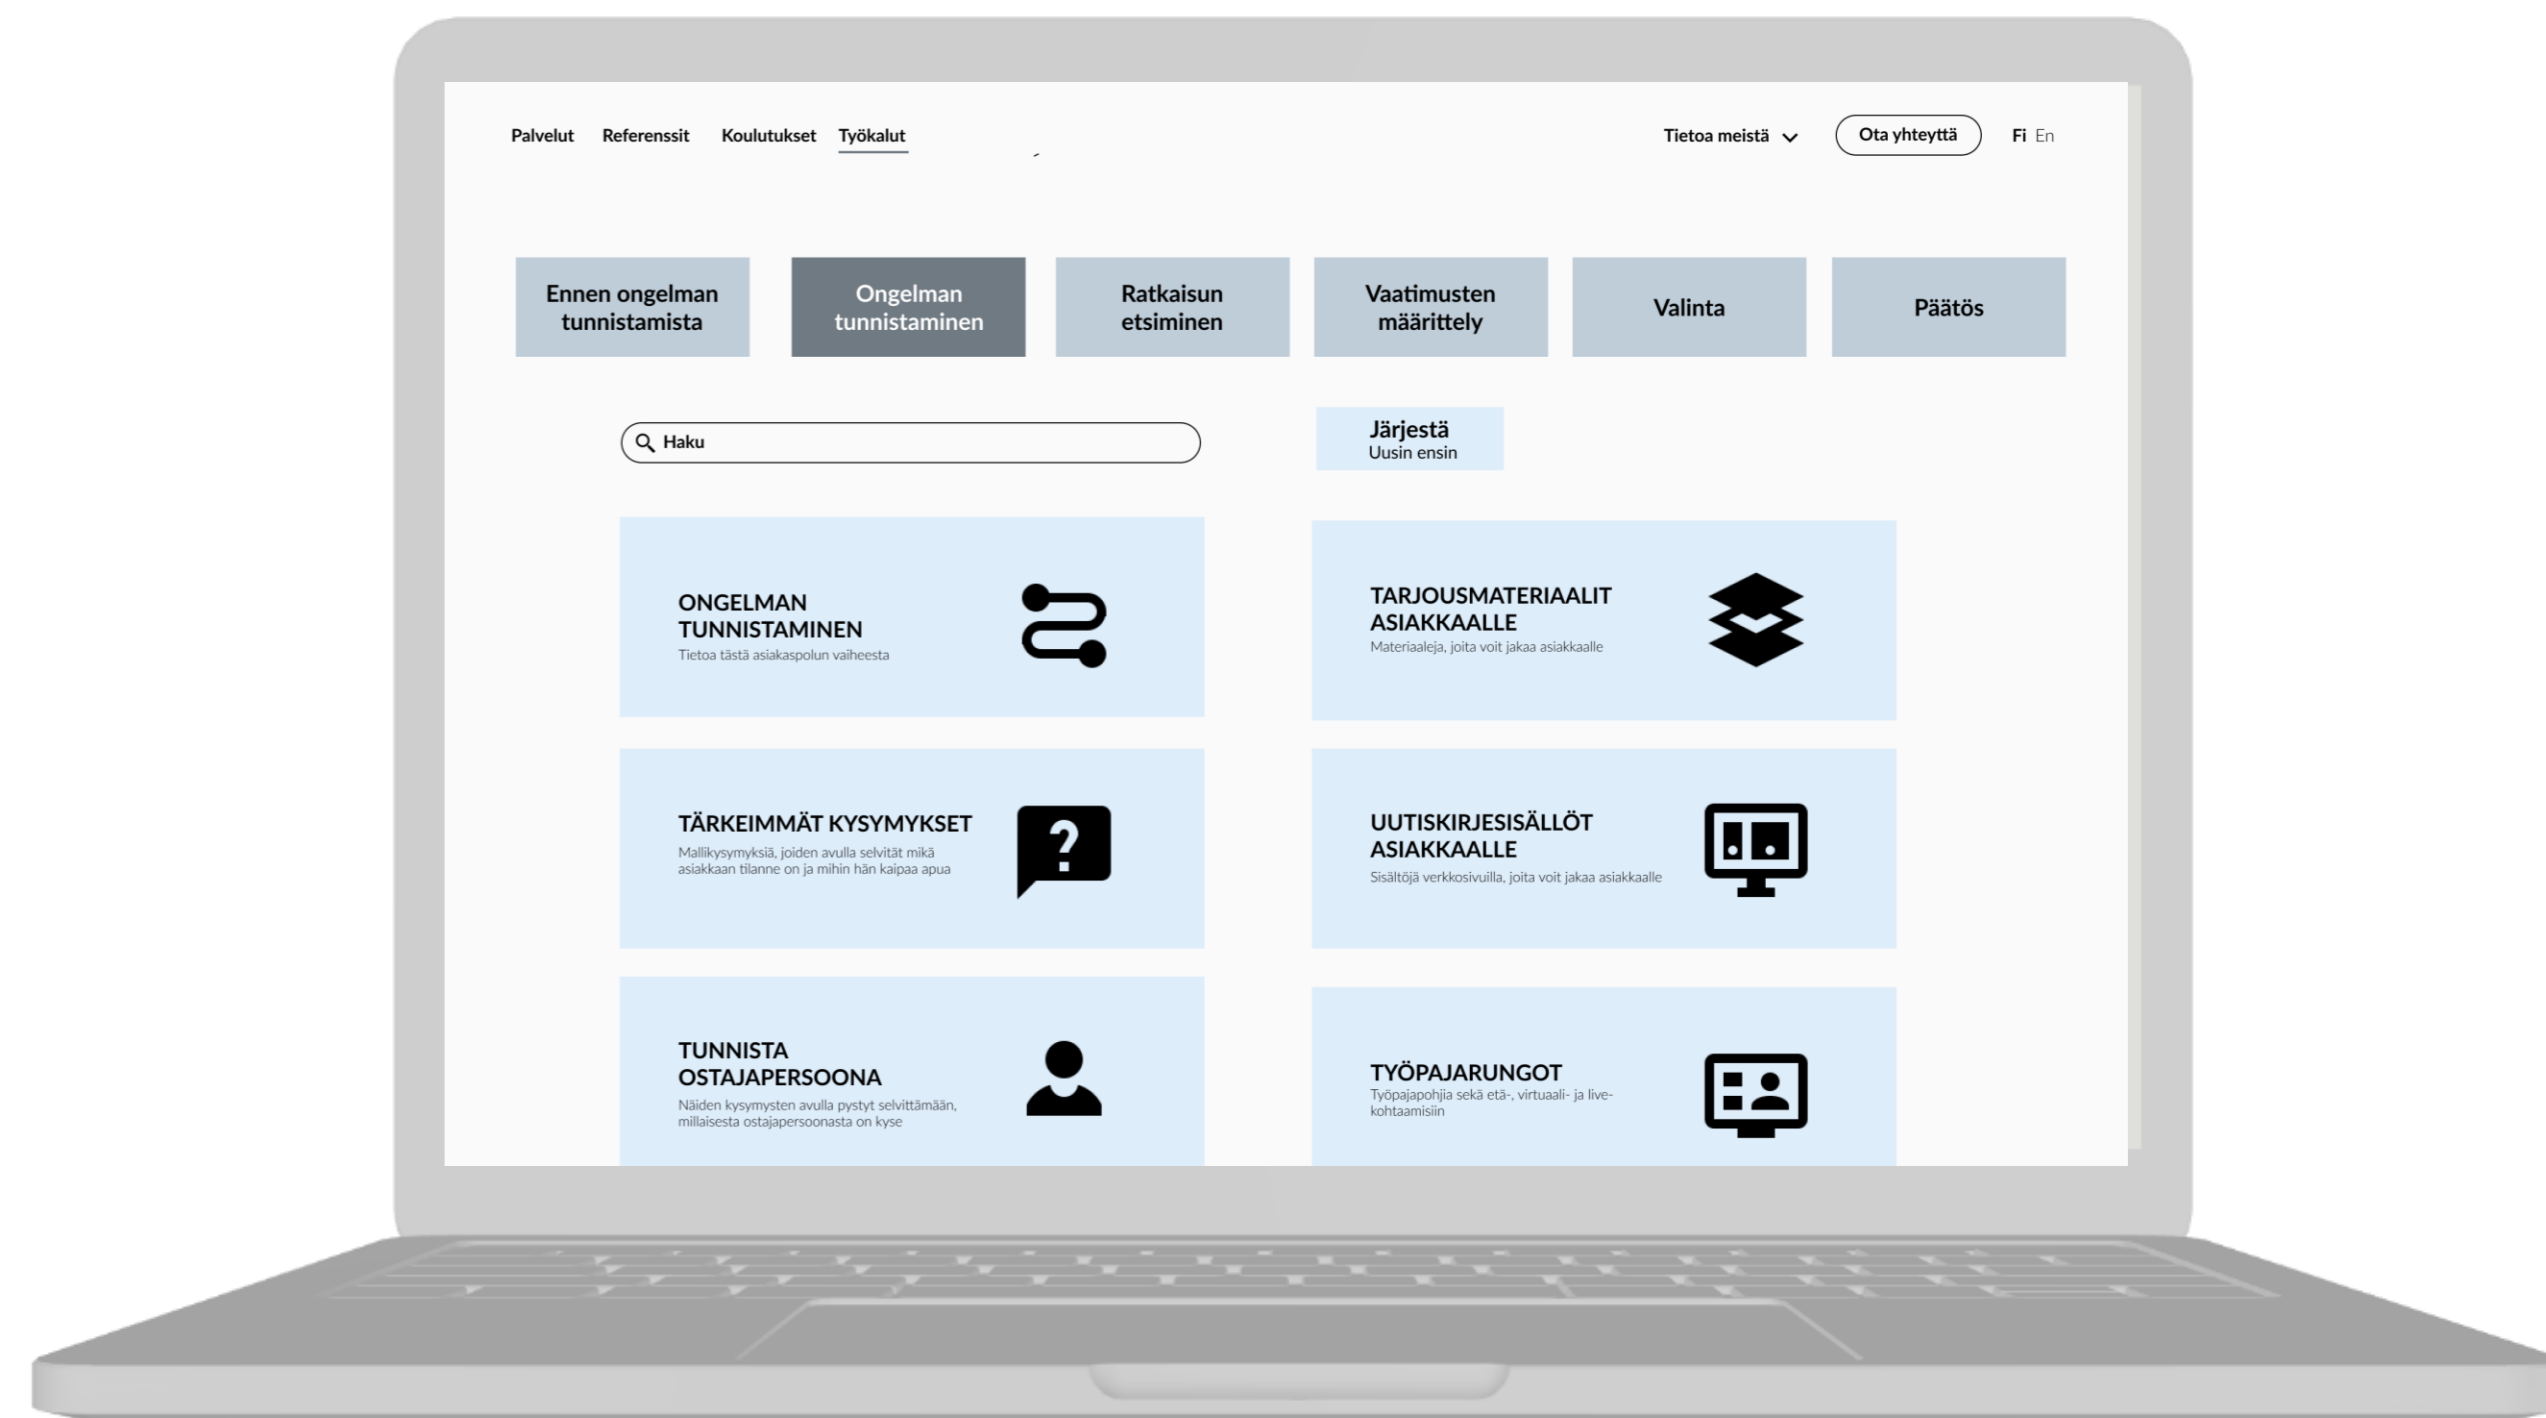 Palvelut Referenssit Koulutukset Työkalut Tietoa meistä Ota yhteyttä Fi En
Ennen ongelman
tunnistamista
Ongelman
tunnistaminen
Ratkaisun
etsiminen
Vaatimusten
määrittely
Valinta
Päätös
Haku
Järjestä
Uusin ensin
ONGELMAN
TUNNISTAMINEN
Tietoa tästä asiakaspolun vaiheesta
TARJOUSMATERIAALIT
ASIAKKAALLE
Materiaaleja, joita voit jakaa asiakkaalle
TÄRKEIMMÄT KYSYMYKSET
Mallikysymyksiä, joiden avulla selvität mikä
asiakkaan tilanne on ja mihin hän kaipaa apua
?
UUTISKIRJESISÄLLÖT
ASIAKKAALLE
Sisältöjä verkkosivuilla, joita voit jakaa asiakkaalle
TUNNISTA
OSTAJAPERSOONA
Näiden kysymysten avulla pystyt selvittämään,
millaisesta ostajapersoonasta on kyse
TYÖPAJARUNGOT
Työpajapohjia sekä etä-, virtuaali- ja live-
kohtaamisiin